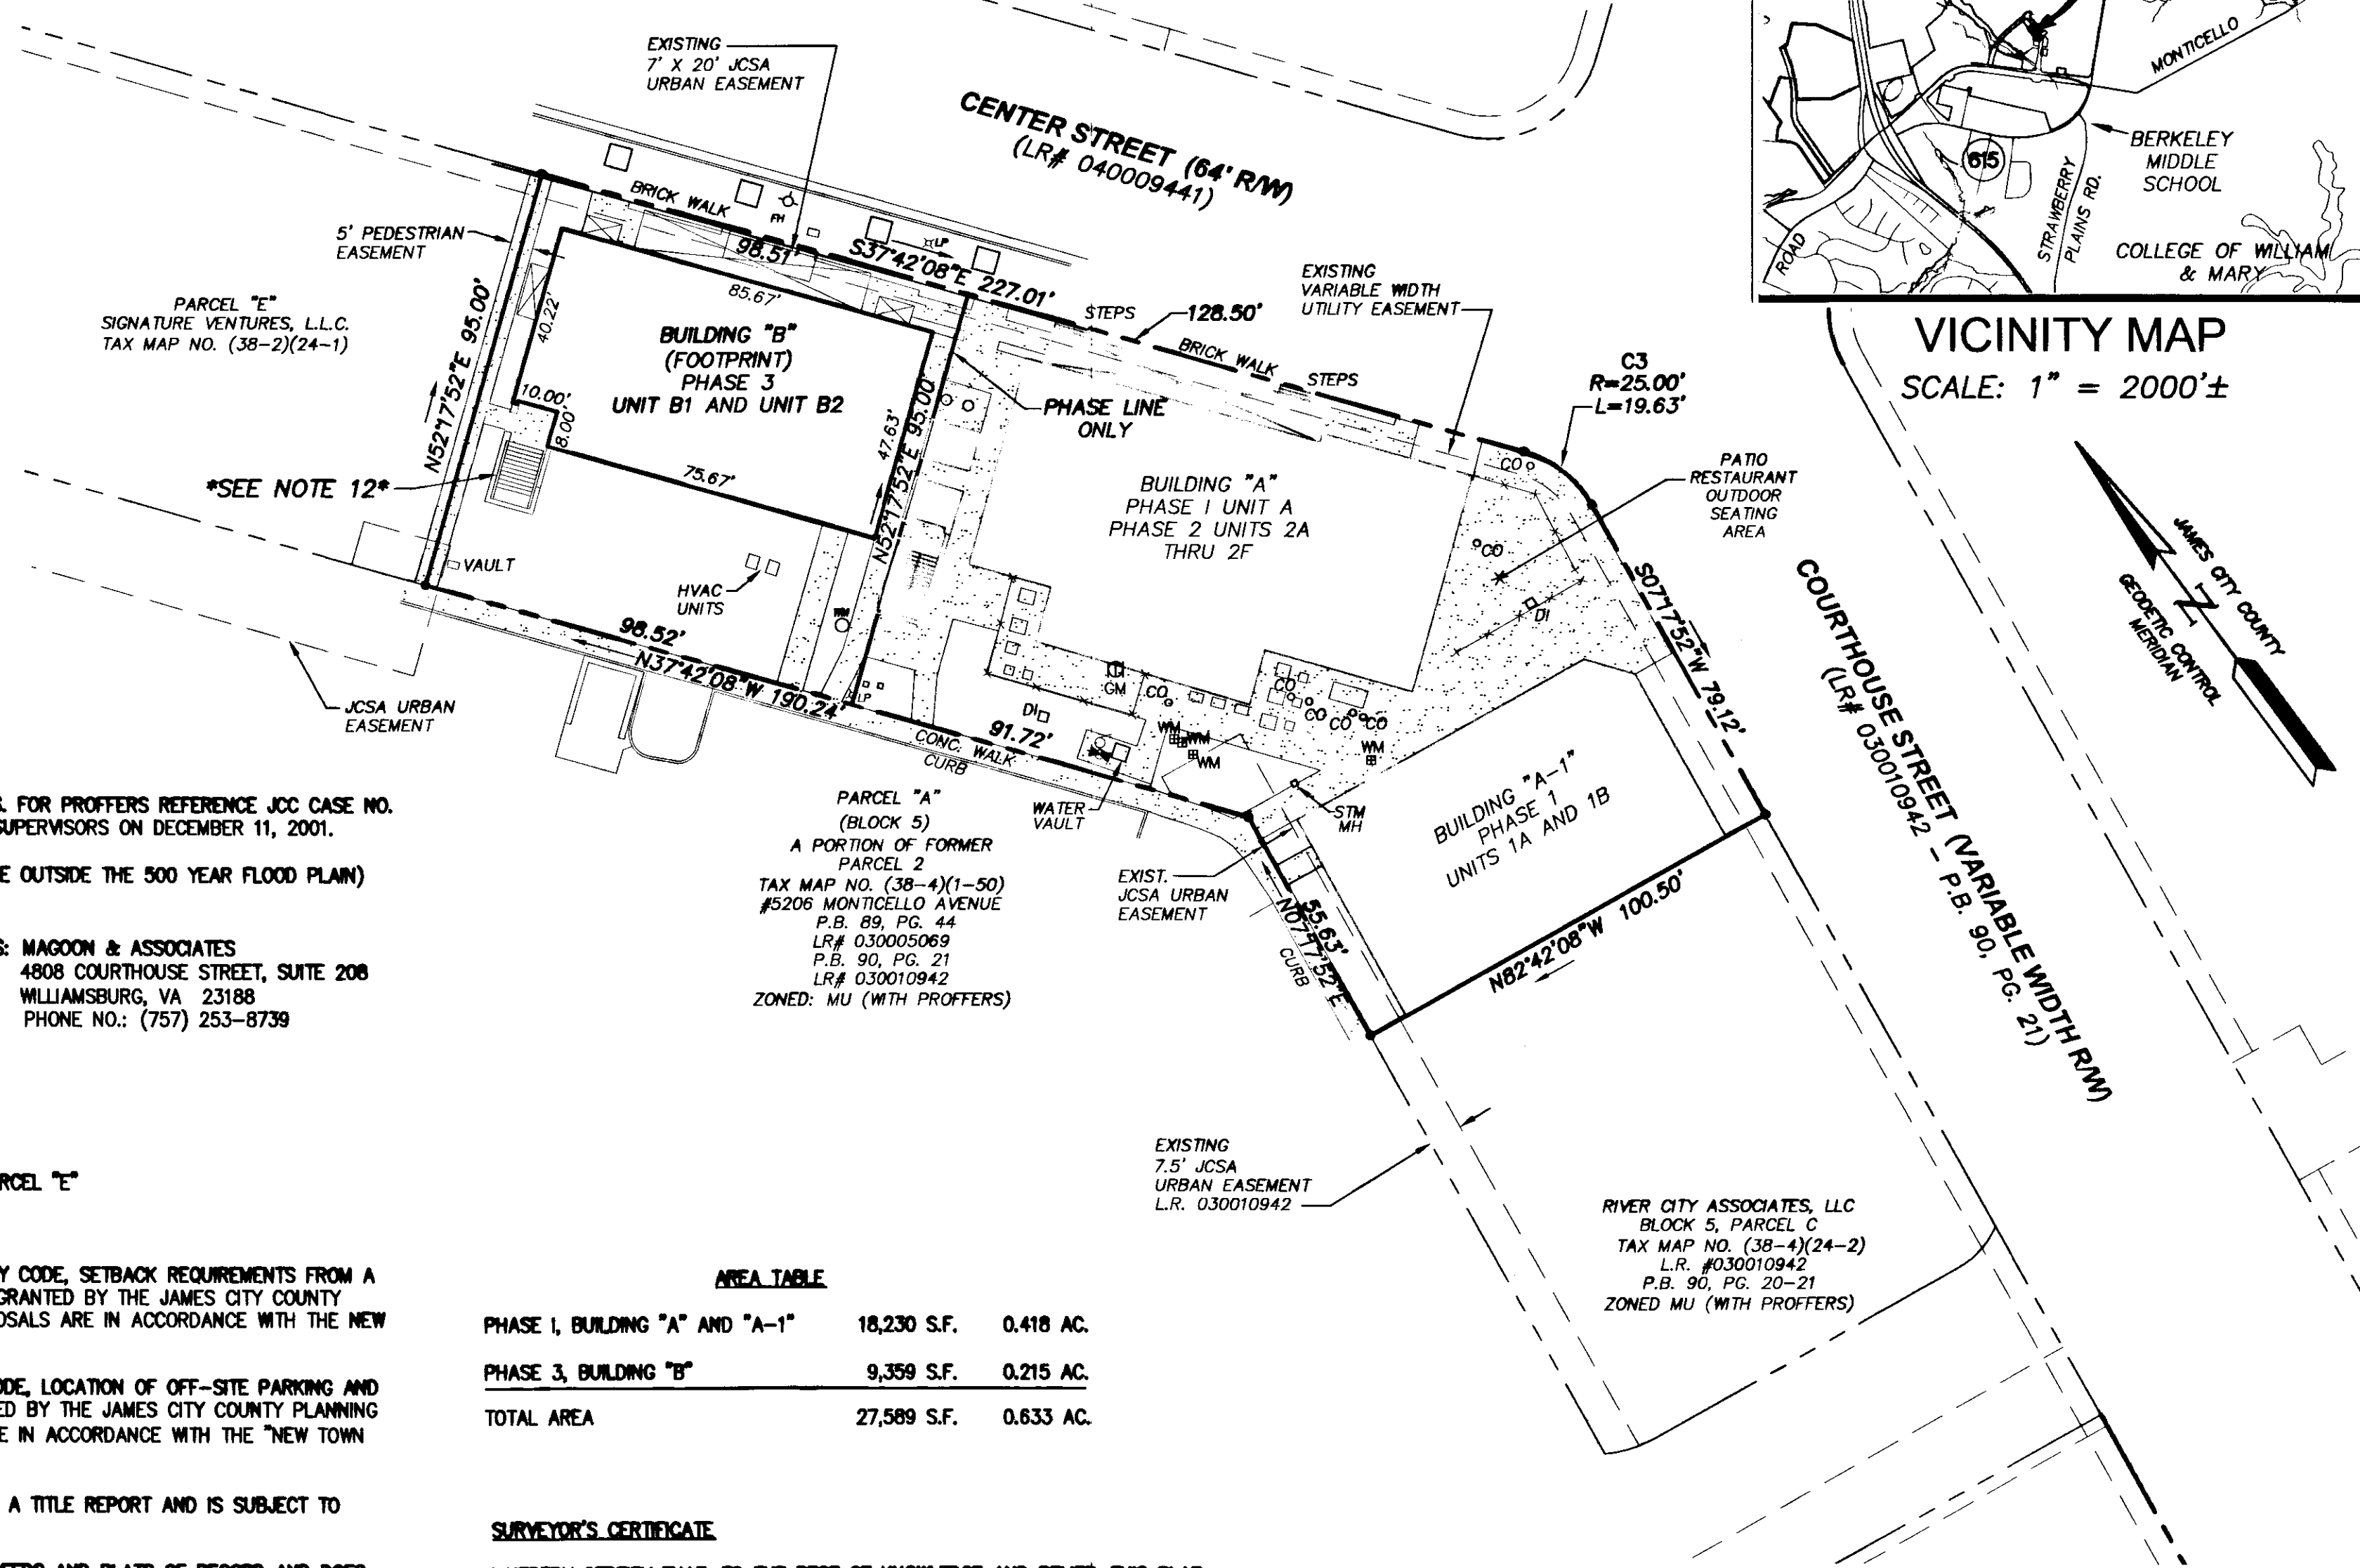 EXISTING
7' X 20' JCSA
URBAN EASEMENT
CENTER STREET (64' R/W)
(LR# 040009441)
MONTICELLO
BERKELEY
MIDDLE
SCHOOL
615
STRAWBERRY
PLAINS RD.
ROAD
COLLEGE OF WILLIAM
& MARY
VICINITY MAP
SCALE: 1" = 2000'±
BRICK WALK
FH
LP
98.51'
S37°42'08"E 227.01'
5' PEDESTRIAN
EASEMENT
PARCEL "E"
SIGNATURE VENTURES, L.L.C.
TAX MAP NO. (38-2)(24-1)
N52°17'52"E 95.00'
40.22'
85.67'
BUILDING "B"
(FOOTPRINT)
PHASE 3
UNIT B1 AND UNIT B2
10.00'
8.00'
75.67'
47.63'
N52°17'52"E 95.00'
*SEE NOTE 12*
VAULT
HVAC
UNITS
WM
98.52'
N37°42'08"W 190.24'
LP
JCSA URBAN
EASEMENT
STEPS
128.50'
BRICK WALK
STEPS
EXISTING
VARIABLE WIDTH
UTILITY EASEMENT
PHASE LINE
ONLY
C3
R=25.00'
L=19.63'
BUILDING "A"
PHASE 1 UNIT A
PHASE 2 UNITS 2A
THRU 2F
CO
CO
DI
PATIO
RESTAURANT
OUTDOOR
SEATING
AREA
S07°17'52"W 79.12'
COURTHOUSE STREET (VARIABLE WIDTH R/W)
(LR# 030010942 - P.B. 90, PG. 21)
JAMES CITY COUNTY
N
GEODETIC CONTROL
MERIDIAN
GM
CO
DI
91.72'
CONC. WALK
CURB
WATER
VAULT
WM
WM
WM
CO
CO
CO
CO
WM
STM
MH
BUILDING "A-1"
PHASE 1
UNITS 1A AND 1B
EXIST.
JCSA URBAN
EASEMENT
55.63'
N07°17'52"E
CURB
N82°42'08"W 100.50'
PARCEL "A"
(BLOCK 5)
A PORTION OF FORMER
PARCEL 2
TAX MAP NO. (38-4)(1-50)
#5206 MONTICELLO AVENUE
P.B. 89, PG. 44
LR# 030005069
P.B. 90, PG. 21
LR# 030010942
ZONED: MU (WITH PROFFERS)
EXISTING
7.5' JCSA
URBAN EASEMENT
L.R. 030010942
RIVER CITY ASSOCIATES, LLC
BLOCK 5, PARCEL C
TAX MAP NO. (38-4)(24-2)
L.R. #030010942
P.B. 90, PG. 20-21
ZONED MU (WITH PROFFERS)
. FOR PROFFERS REFERENCE JCC CASE NO.
SUPERVISORS ON DECEMBER 11, 2001.
E OUTSIDE THE 500 YEAR FLOOD PLAIN)
S: MAGOON & ASSOCIATES
4808 COURTHOUSE STREET, SUITE 208
WILLIAMSBURG, VA 23188
PHONE NO.: (757) 253-8739
RCEL "E"
Y CODE, SETBACK REQUIREMENTS FROM A
GRANTED BY THE JAMES CITY COUNTY
OSALS ARE IN ACCORDANCE WITH THE NEW
ODE, LOCATION OF OFF-SITE PARKING AND
ED BY THE JAMES CITY COUNTY PLANNING
E IN ACCORDANCE WITH THE "NEW TOWN
A TITLE REPORT AND IS SUBJECT TO
AREA TABLE
PHASE 1, BUILDING "A" AND "A-1" 18,230 S.F. 0.418 AC.
PHASE 3, BUILDING "B" 9,359 S.F. 0.215 AC.
TOTAL AREA 27,589 S.F. 0.633 AC.
SURVEYOR'S CERTIFICATE